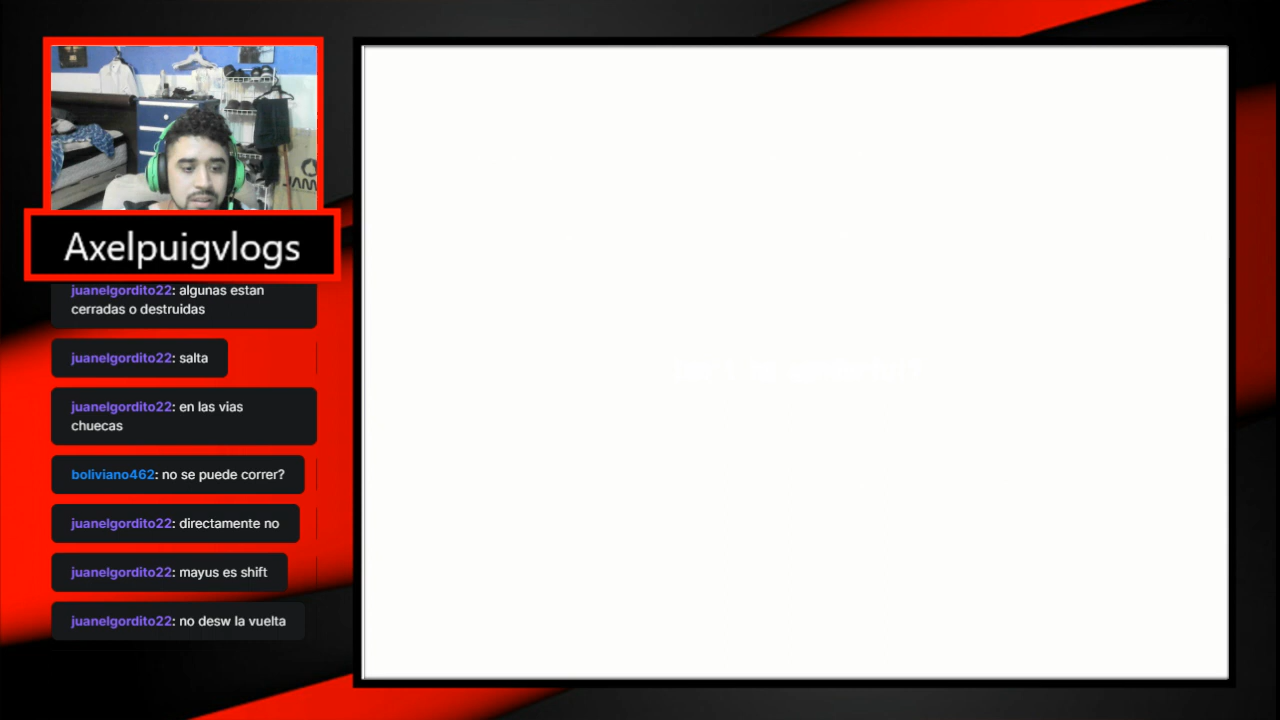 Axelpuigvlogs
juanelgordito22: algunas estan
cerradas o destruidas
juanelgordito22: salta
juanelgordito22: en las vias
chuecas
boliviano462: no se puede correr?
juanelgordito22: directamente no
juanelgordito22: mayus es shift
juanelgordito22: no desw la vuelta